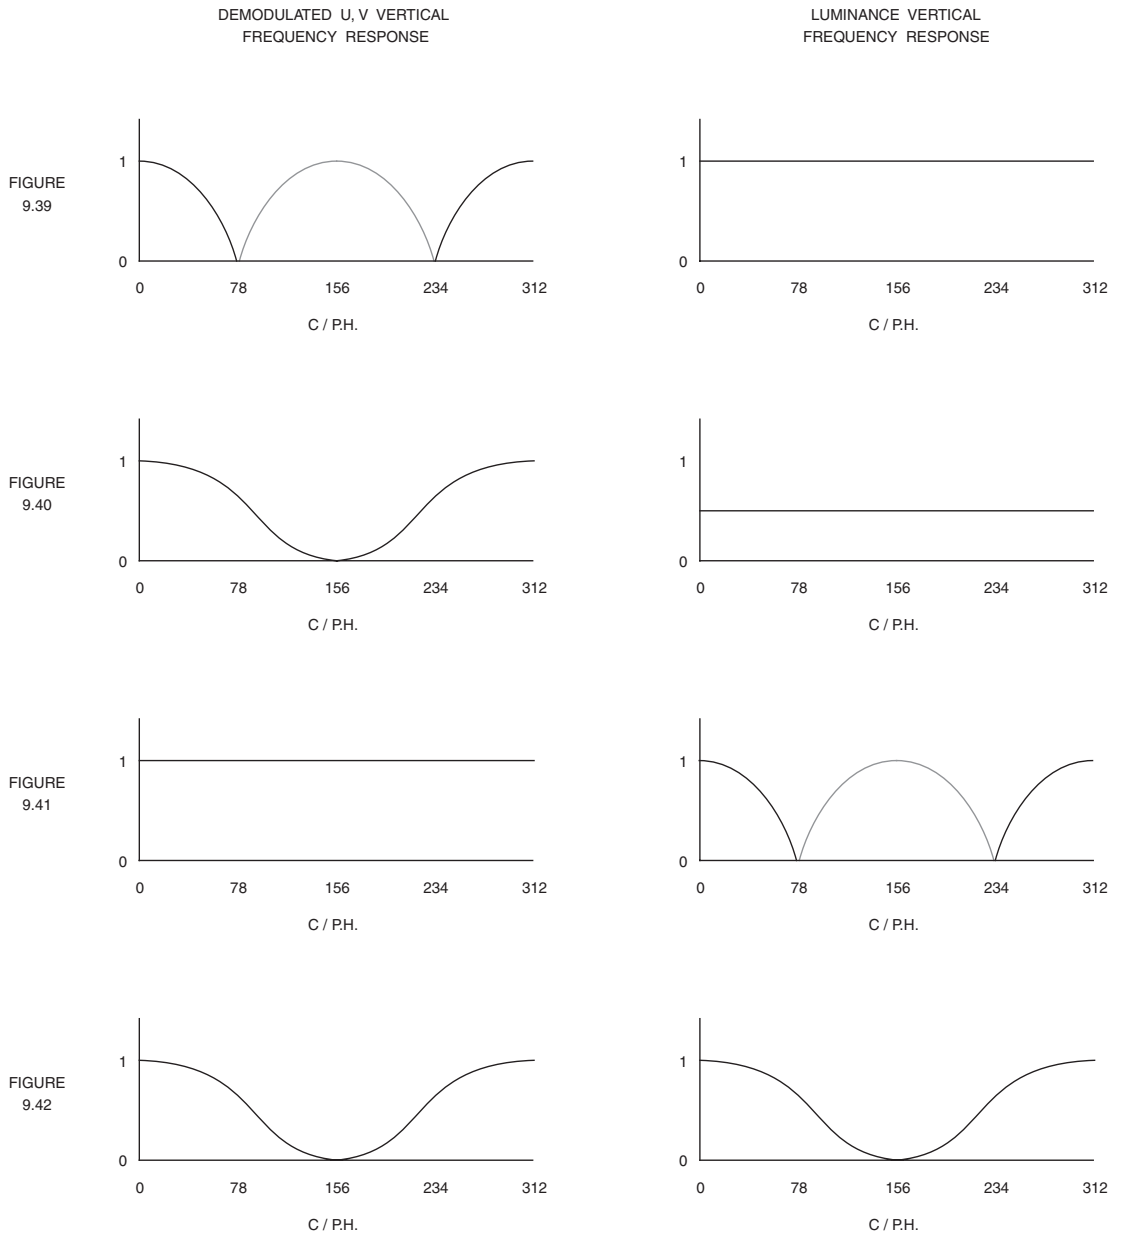 DEMODULATED U, V VERTICAL
FREQUENCY RESPONSE
LUMINANCE VERTICAL
FREQUENCY RESPONSE
FIGURE
9.39
1
0
0 78 156 234 312
C / P.H.
1
0
0 78 156 234 312
C / P.H.
FIGURE
9.40
1
0
0 78 156 234 312
C / P.H.
1
0
0 78 156 234 312
C / P.H.
FIGURE
9.41
1
0
0 78 156 234 312
C / P.H.
1
0
0 78 156 234 312
C / P.H.
FIGURE
9.42
1
0
0 78 156 234 312
C / P.H.
1
0
0 78 156 234 312
C / P.H.